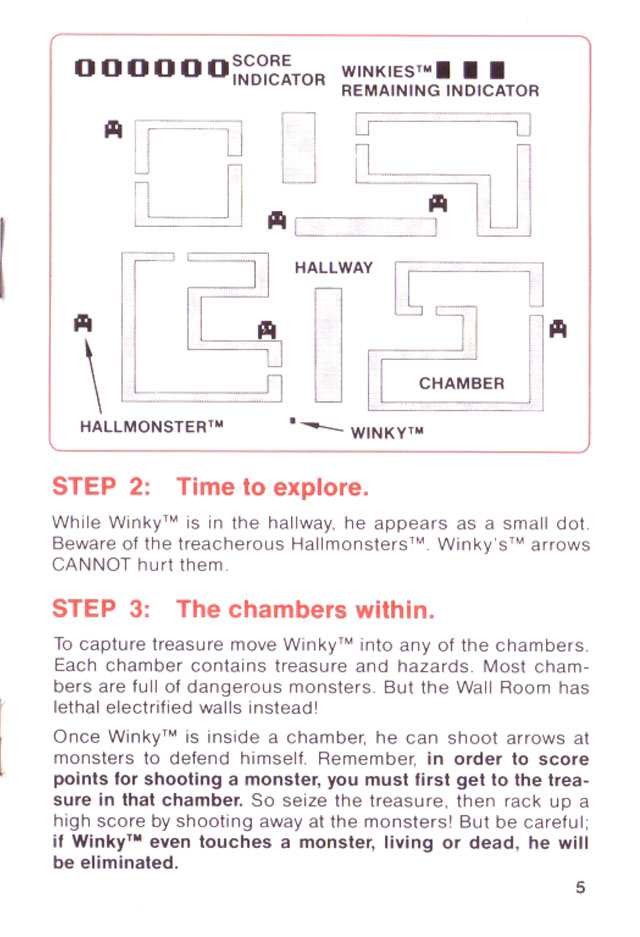 000000 SCORE
INDICATOR
WINKIES™
REMAINING INDICATOR
HALLWAY
CHAMBER
HALLMONSTER™
WINKY™
STEP 2: Time to explore.
While Winky™ is in the hallway, he appears as a small dot.
Beware of the treacherous Hallmonsters™. Winky's™ arrows
CANNOT hurt them.
STEP 3: The chambers within.
To capture treasure move Winky™ into any of the chambers.
Each chamber contains treasure and hazards. Most cham-
bers are full of dangerous monsters. But the Wall Room has
lethal electrified walls instead!
Once Winky™ is inside a chamber, he can shoot arrows at
monsters to defend himself. Remember, in order to score
points for shooting a monster, you must first get to the trea-
sure in that chamber. So seize the treasure, then rack up a
high score by shooting away at the monsters! But be careful;
if Winky™ even touches a monster, living or dead, he will
be eliminated.
5